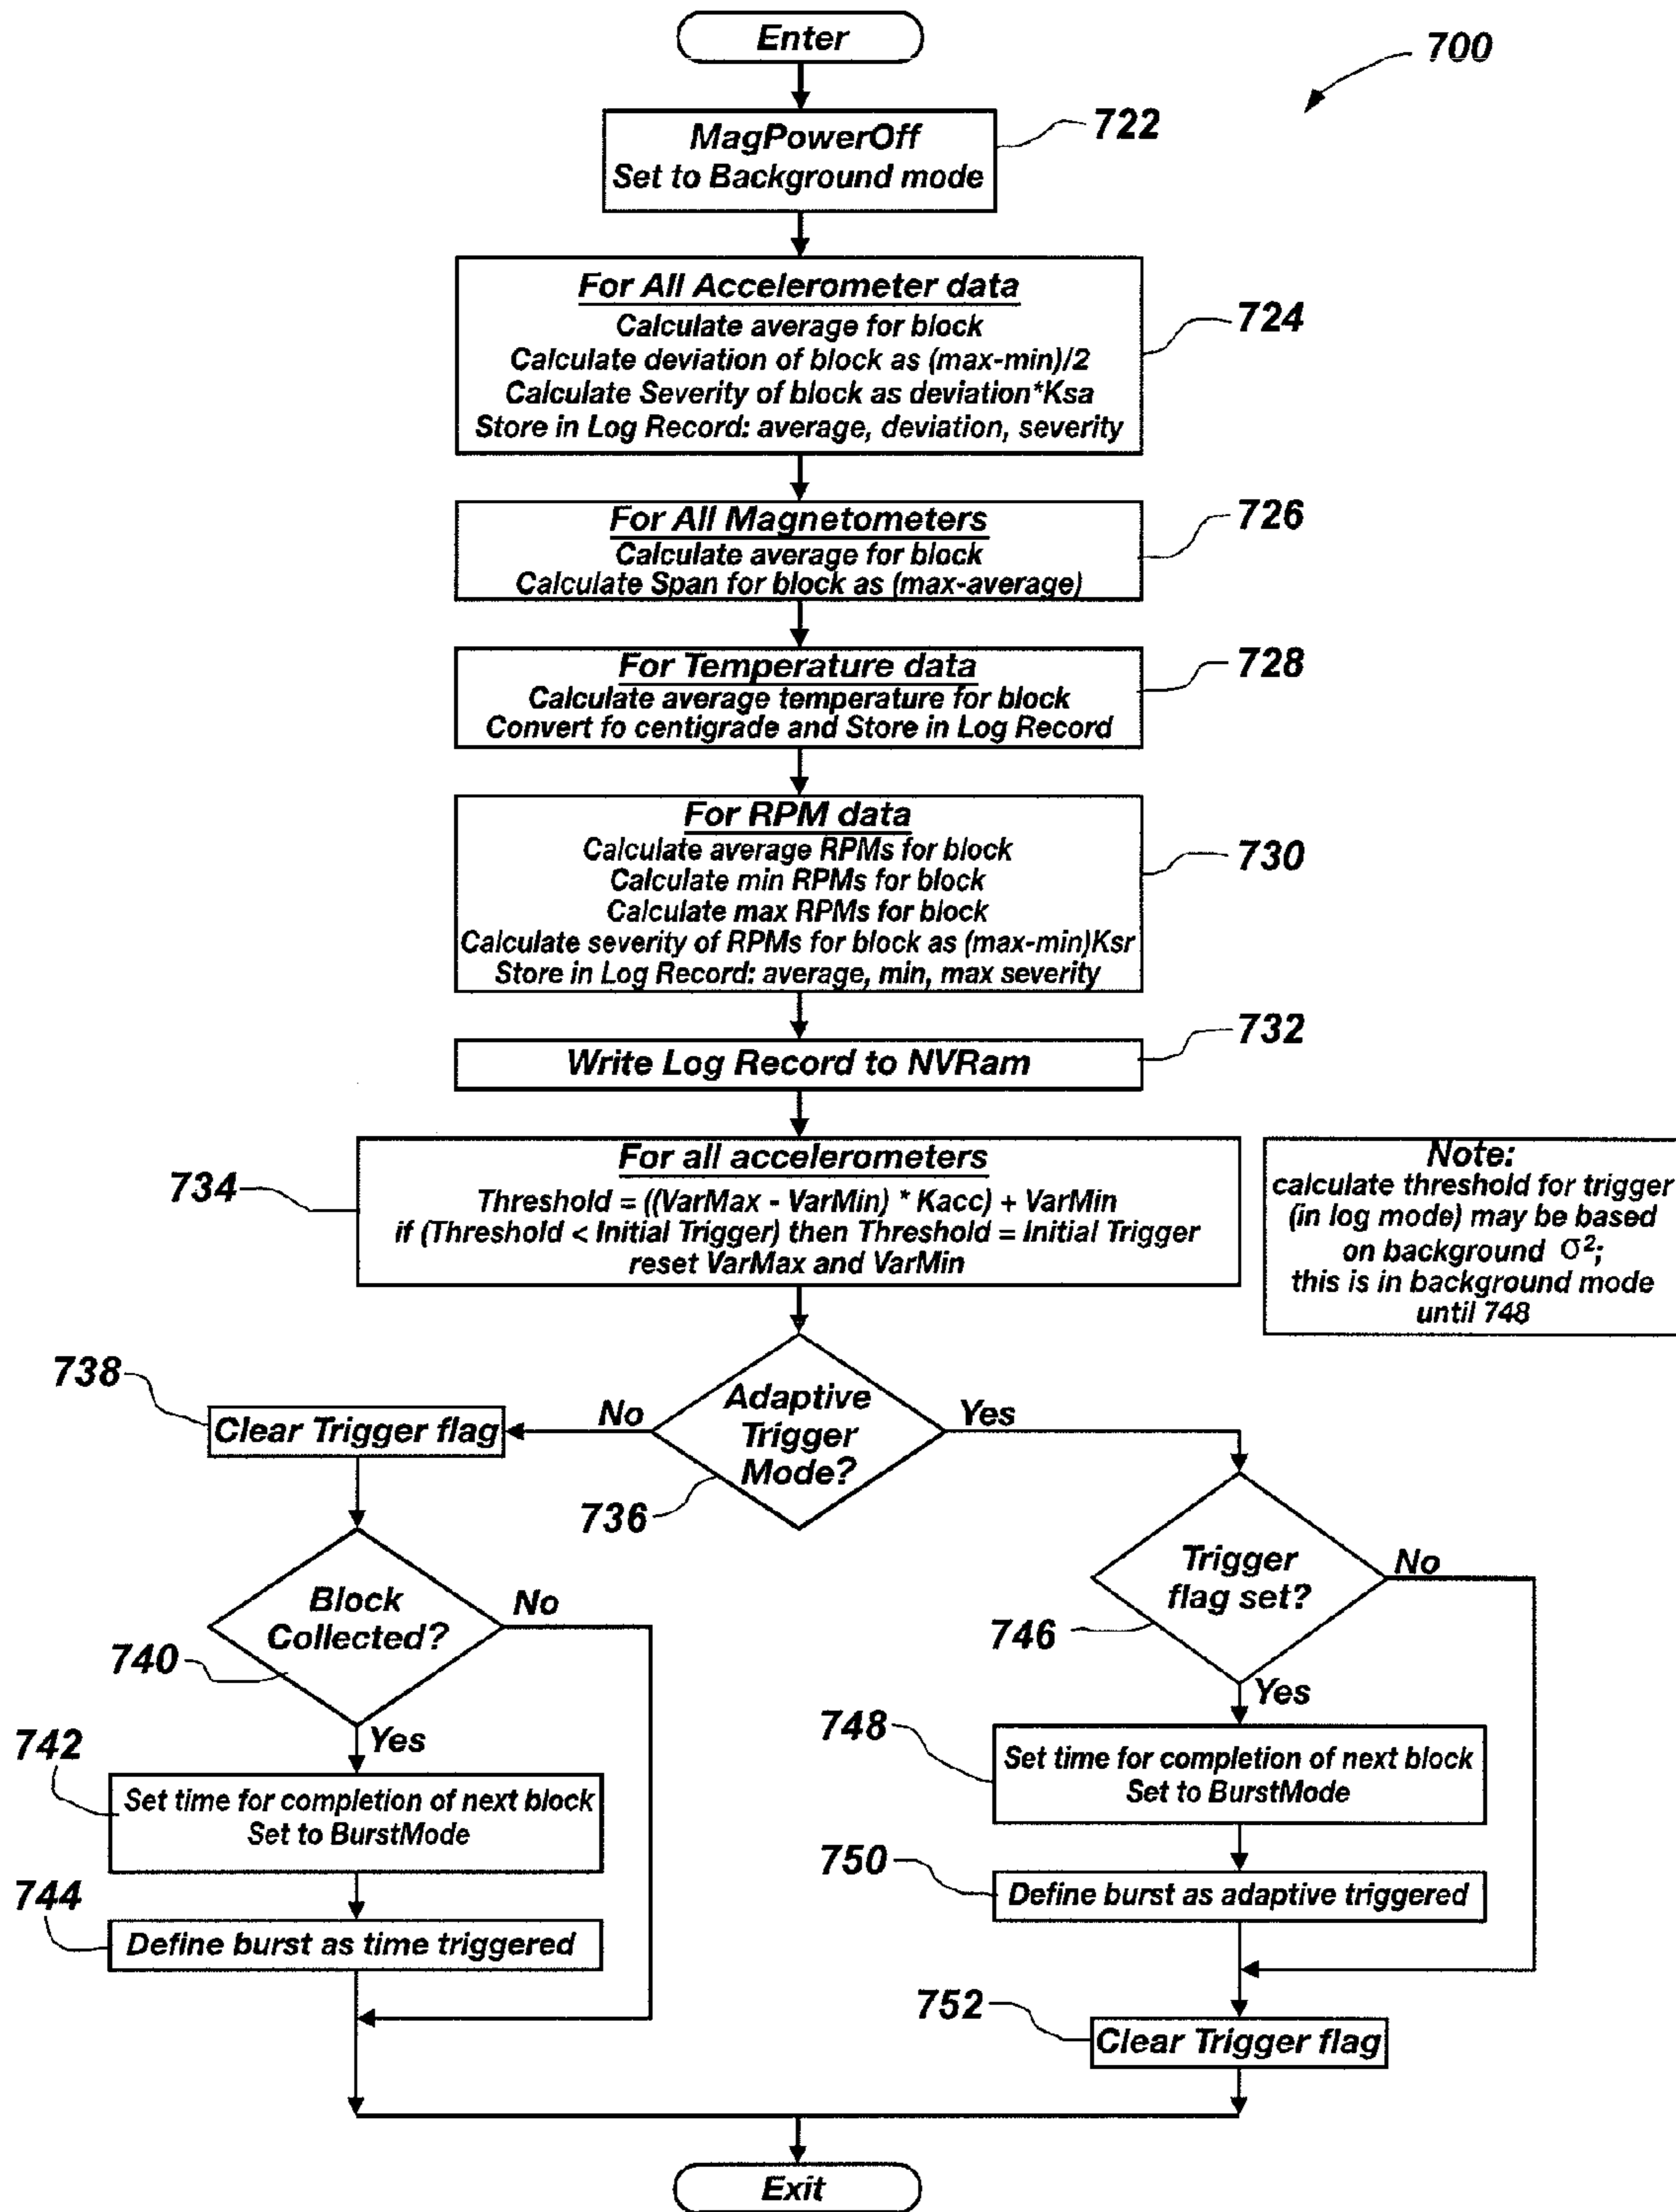 Enter
700
MagPowerOff
Set to Background mode
722
For All Accelerometer data
Calculate average for block
Calculate deviation of block as (max-min)/2
Calculate Severity of block as deviation*Ksa
Store in Log Record: average, deviation, severity
724
For All Magnetometers
Calculate average for block
Calculate Span for block as (max-average)
726
For Temperature data
Calculate average temperature for block
Convert fo centigrade and Store in Log Record
728
For RPM data
Calculate average RPMs for block
Calculate min RPMs for block
Calculate max RPMs for block
Calculate severity of RPMs for block as (max-min)Ksr
Store in Log Record: average, min, max severity
730
Write Log Record to NVRam
732
For all accelerometers
Threshold = ((VarMax - VarMin) * Kacc) + VarMin
if (Threshold < Initial Trigger) then Threshold = Initial Trigger
reset VarMax and VarMin
734
Note:
calculate threshold for trigger
(in log mode) may be based
on background σ²;
this is in background mode
until 748
Adaptive
Trigger
Mode?
736
No
Yes
738
Clear Trigger flag
Block
Collected?
740
No
Yes
742
Set time for completion of next block
Set to BurstMode
744
Define burst as time triggered
Trigger
flag set?
746
No
Yes
748
Set time for completion of next block
Set to BurstMode
750
Define burst as adaptive triggered
752
Clear Trigger flag
Exit